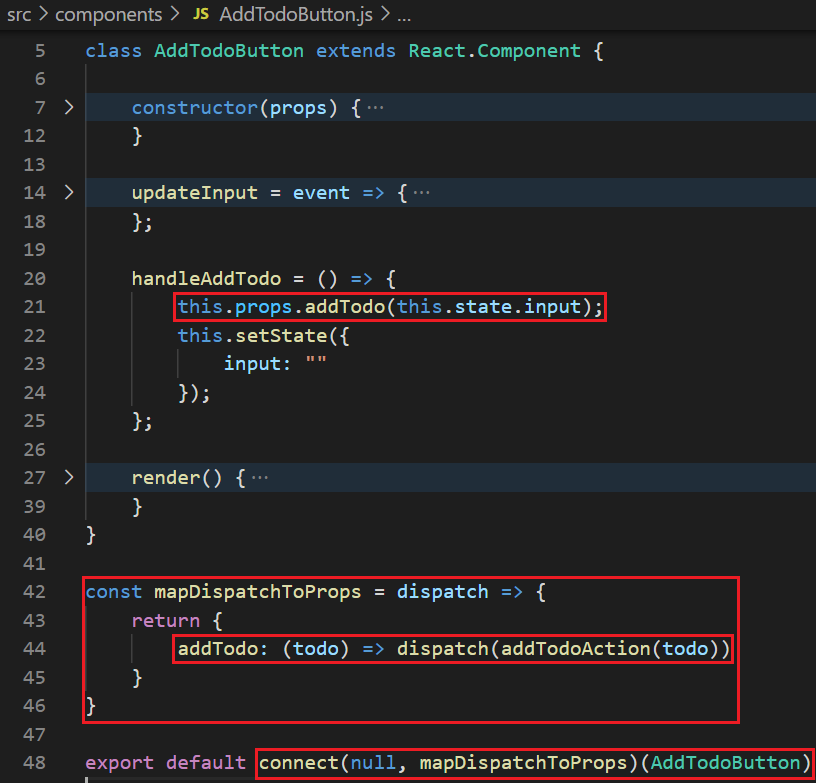 src > components > JS AddTodoButton.js > ...
5 class AddTodoButton extends React.Component {
6
7 > constructor(props) { ···
12 }
13
14 > updateInput = event => { ···
18 };
19
20 handleAddTodo = () => {
21 this.props.addTodo(this.state.input);
22 this.setState({
23 input: ""
24 });
25 };
26
27 > render() { ···
39 }
40 }
41
42 const mapDispatchToProps = dispatch => {
43 return {
44 addTodo: (todo) => dispatch(addTodoAction(todo))
45 }
46 }
47
48 export default connect(null, mapDispatchToProps)(AddTodoButton)